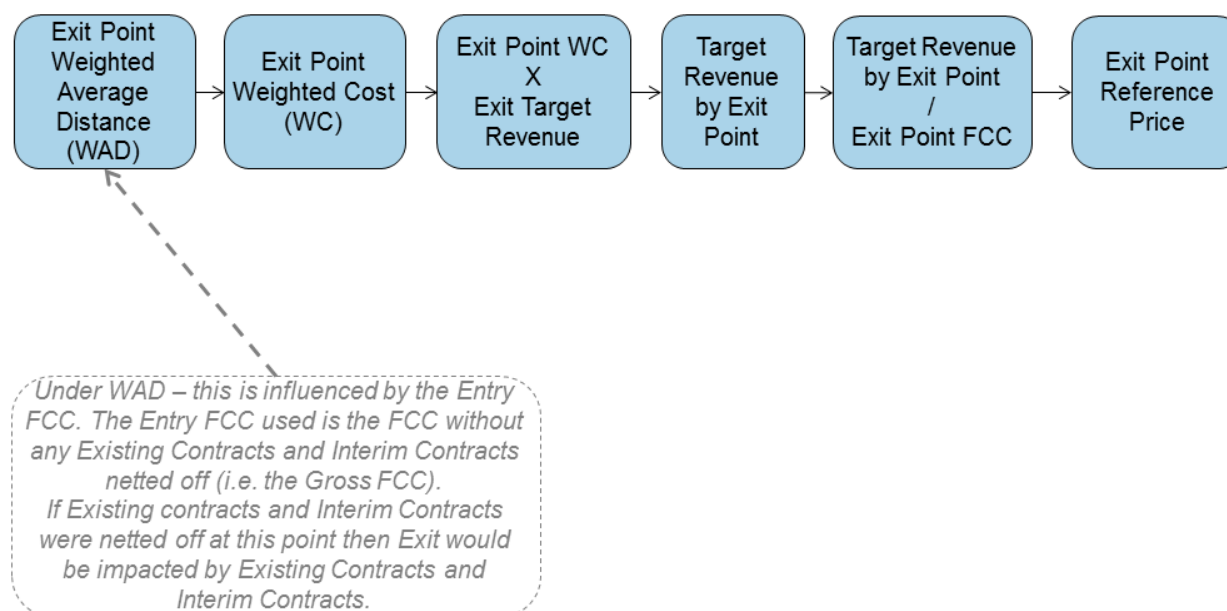 Exit Point
Weighted
Average
Distance
(WAD)
Exit Point
Weighted Cost
(WC)
Exit Point WC
X
Exit Target
Revenue
Target
Revenue
by Exit
Point
Target Revenue
by Exit Point
/
Exit Point FCC
Exit Point
Reference
Price
Under WAD – this is influenced by the Entry
FCC. The Entry FCC used is the FCC without
any Existing Contracts and Interim Contracts
netted off (i.e. the Gross FCC).
If Existing contracts and Interim Contracts
were netted off at this point then Exit would
be impacted by Existing Contracts and
Interim Contracts.